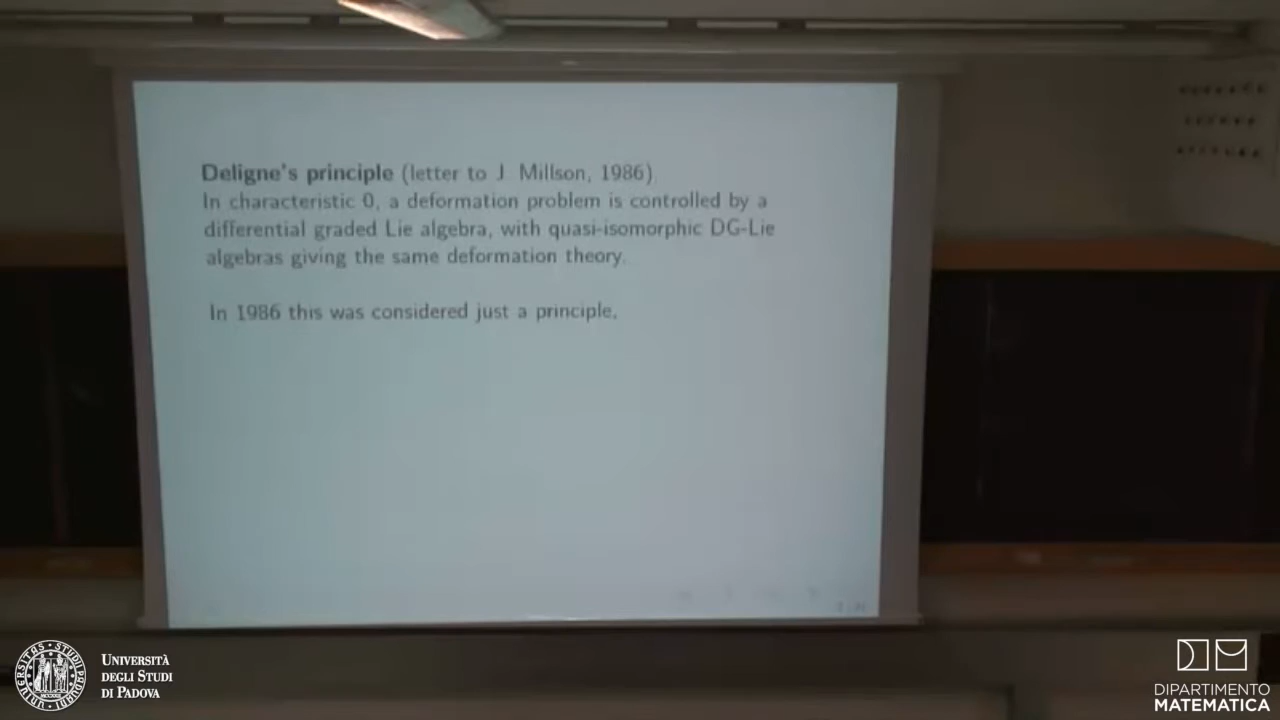 Deligne's principle (letter to J. Millson, 1986).
In characteristic 0, a deformation problem is controlled by a
differential graded Lie algebra, with quasi-isomorphic DG-Lie
algebras giving the same deformation theory.
In 1986 this was considered just a principle,
UNIVERSITÀ
DEGLI STUDI
DI PADOVA
DIPARTIMENTO
MATEMATICA